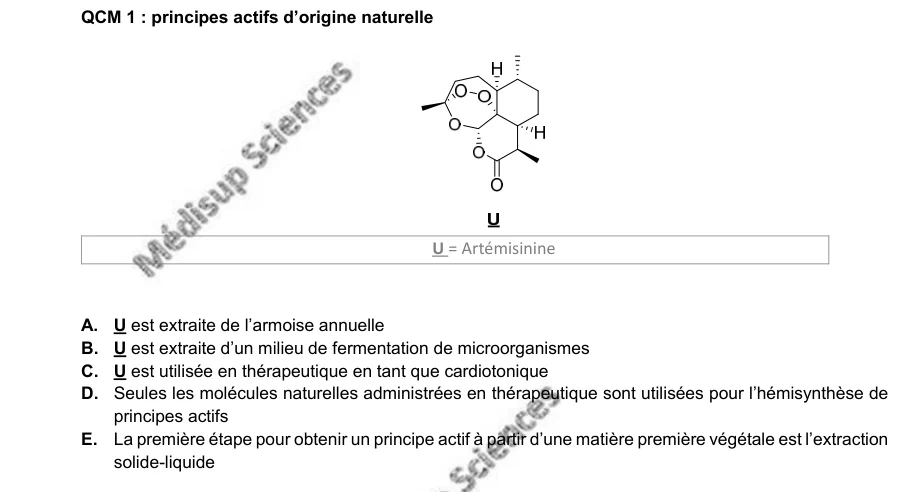 QCM 1 : principes actifs d’origine naturelle
H
O
O
O
H
O
O
U
U = Artémisinine
Médisup Sciences
A. U est extraite de l’armoise annuelle
B. U est extraite d’un milieu de fermentation de microorganismes
C. U est utilisée en thérapeutique en tant que cardiotonique
D. Seules les molécules naturelles administrées en thérapeutique sont utilisées pour l’hémisynthèse de
principes actifs
E. La première étape pour obtenir un principe actif à partir d’une matière première végétale est l’extraction
solide-liquide
Sciences